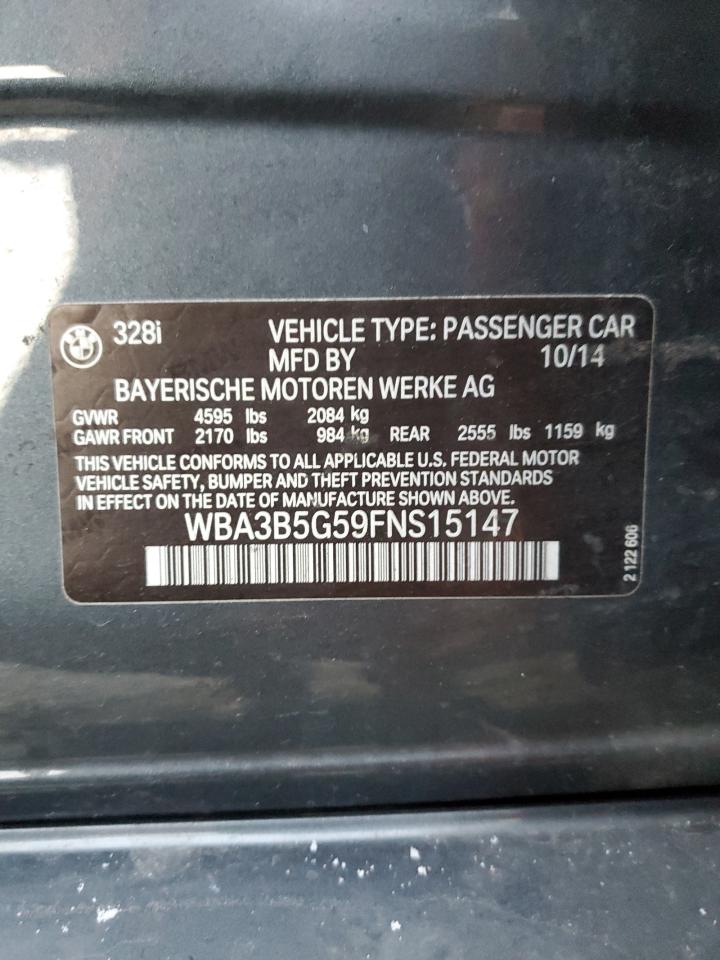 328i VEHICLE TYPE: PASSENGER CAR
MFD BY 10/14
BAYERISCHE MOTOREN WERKE AG
GVWR 4595 lbs 2084 kg
GAWR FRONT 2170 lbs 984 kg REAR 2555 lbs 1159 kg
THIS VEHICLE CONFORMS TO ALL APPLICABLE U.S. FEDERAL MOTOR
VEHICLE SAFETY, BUMPER AND THEFT PREVENTION STANDARDS
IN EFFECT ON THE DATE OF MANUFACTURE SHOWN ABOVE.
WBA3B5G59FNS15147
2 122 606